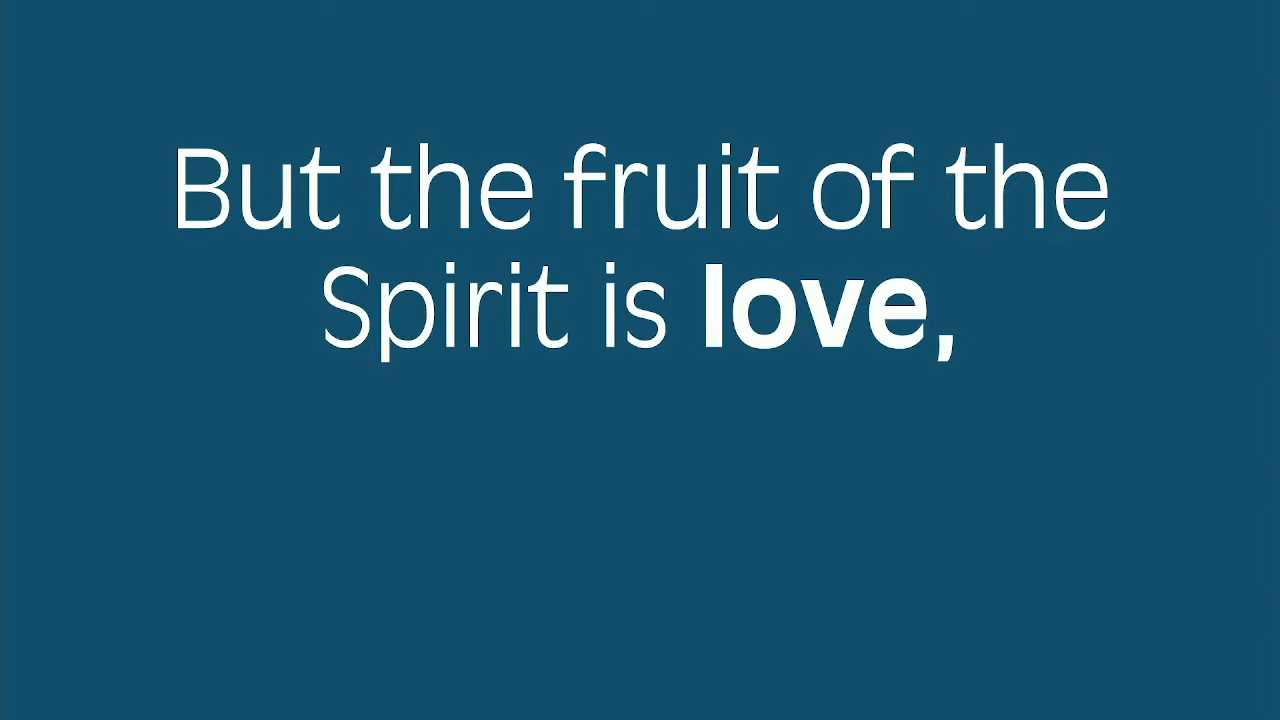 But the fruit of the
Spirit is love,